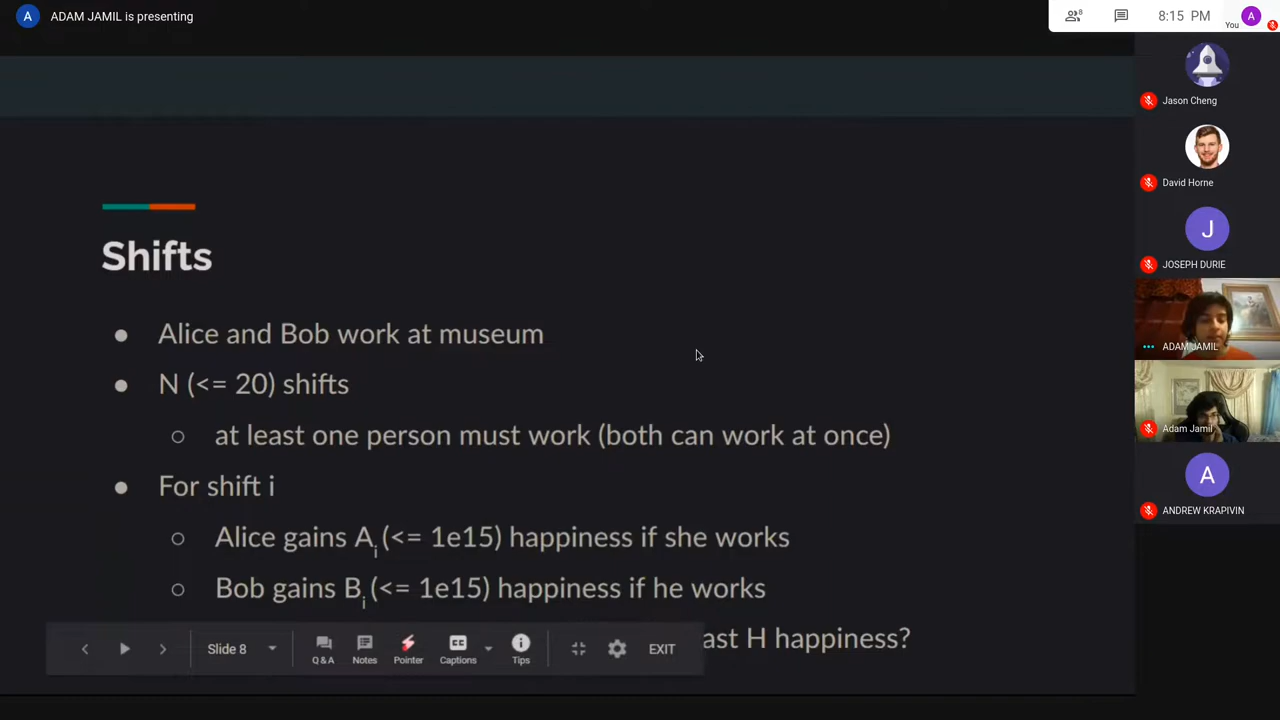 A ADAM JAMIL is presenting
8
8:15 PM
A
You
Jason Cheng
David Horne
J
JOSEPH DURIE
ADAM JAMIL
Adam Jamil
A
ANDREW KRAPIVIN
Shifts
● Alice and Bob work at museum
● N (<= 20) shifts
○ at least one person must work (both can work at once)
● For shift i
○ Alice gains Ai (<= 1e15) happiness if she works
○ Bob gains Bi (<= 1e15) happiness if he works
ast H happiness?
Slide 8
Q & A
Notes
Pointer
Captions
Tips
EXIT